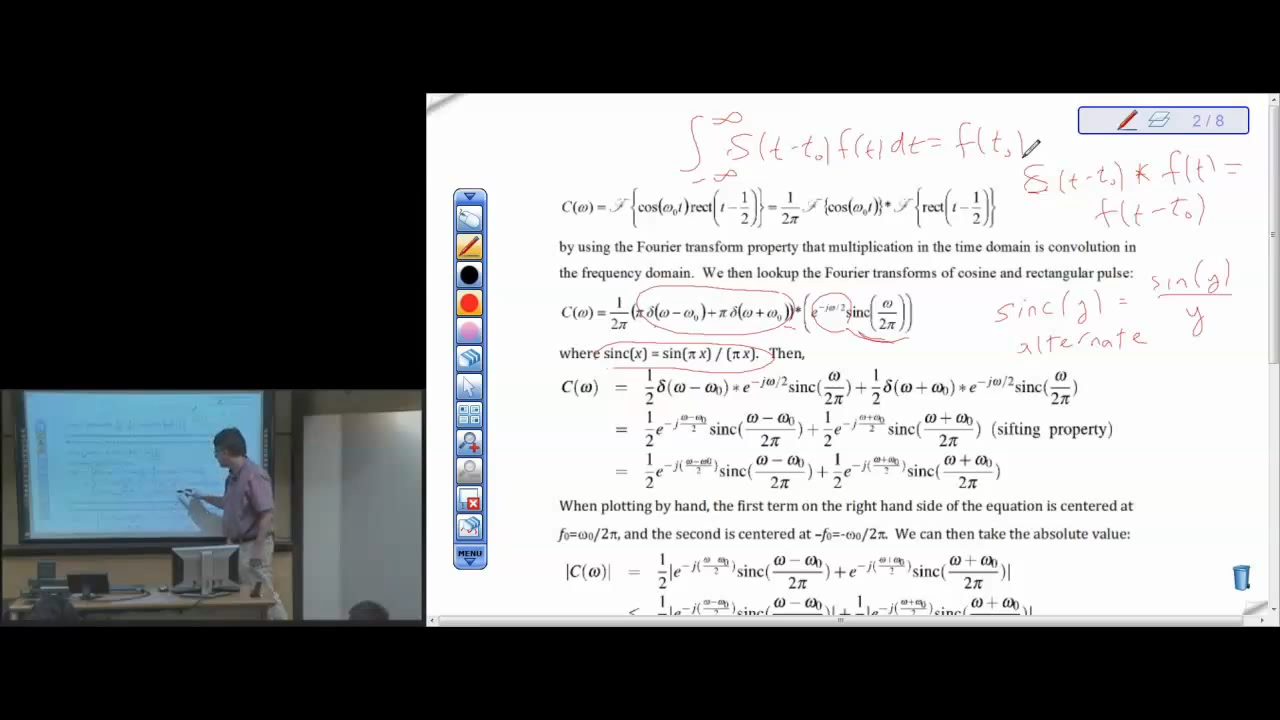 2 / 8
∫_{-∞}^{∞} δ(t-t₀) f(t) dt = f(t₀)
δ(t-t₀) * f(t) =
f(t-t₀)
C(ω) = ℱ{cos(ω₀t) rect(t − 1/2)} = 1/2π ℱ{cos(ω₀t)} * ℱ{rect(t − 1/2)}
by using the Fourier transform property that multiplication in the time domain is convolution in
the frequency domain. We then lookup the Fourier transforms of cosine and rectangular pulse:
C(ω) = 1/2π (π δ(ω − ω₀) + π δ(ω + ω₀)) * (e^{−jω/2} sinc(ω/2π))
sinc(y) = sin(y)/y
alternate
where sinc(x) = sin(π x) / (π x). Then,
C(ω) = 1/2 δ(ω − ω₀) * e^{−jω/2} sinc(ω/2π) + 1/2 δ(ω + ω₀) * e^{−jω/2} sinc(ω/2π)
= 1/2 e^{−j(ω−ω₀)/2} sinc((ω − ω₀)/2π) + 1/2 e^{−j(ω+ω₀)/2} sinc((ω + ω₀)/2π) (sifting property)
= 1/2 e^{−j((ω−ω0)/2)} sinc((ω − ω₀)/2π) + 1/2 e^{−j((ω+ω₀)/2)} sinc((ω + ω₀)/2π)
When plotting by hand, the first term on the right hand side of the equation is centered at
f₀=ω₀/2π, and the second is centered at –f₀=-ω₀/2π. We can then take the absolute value:
|C(ω)| = 1/2 |e^{−j((ω−ω₀)/2)} sinc((ω − ω₀)/2π) + e^{−j((ω+ω₀)/2)} sinc((ω + ω₀)/2π)|
MENU